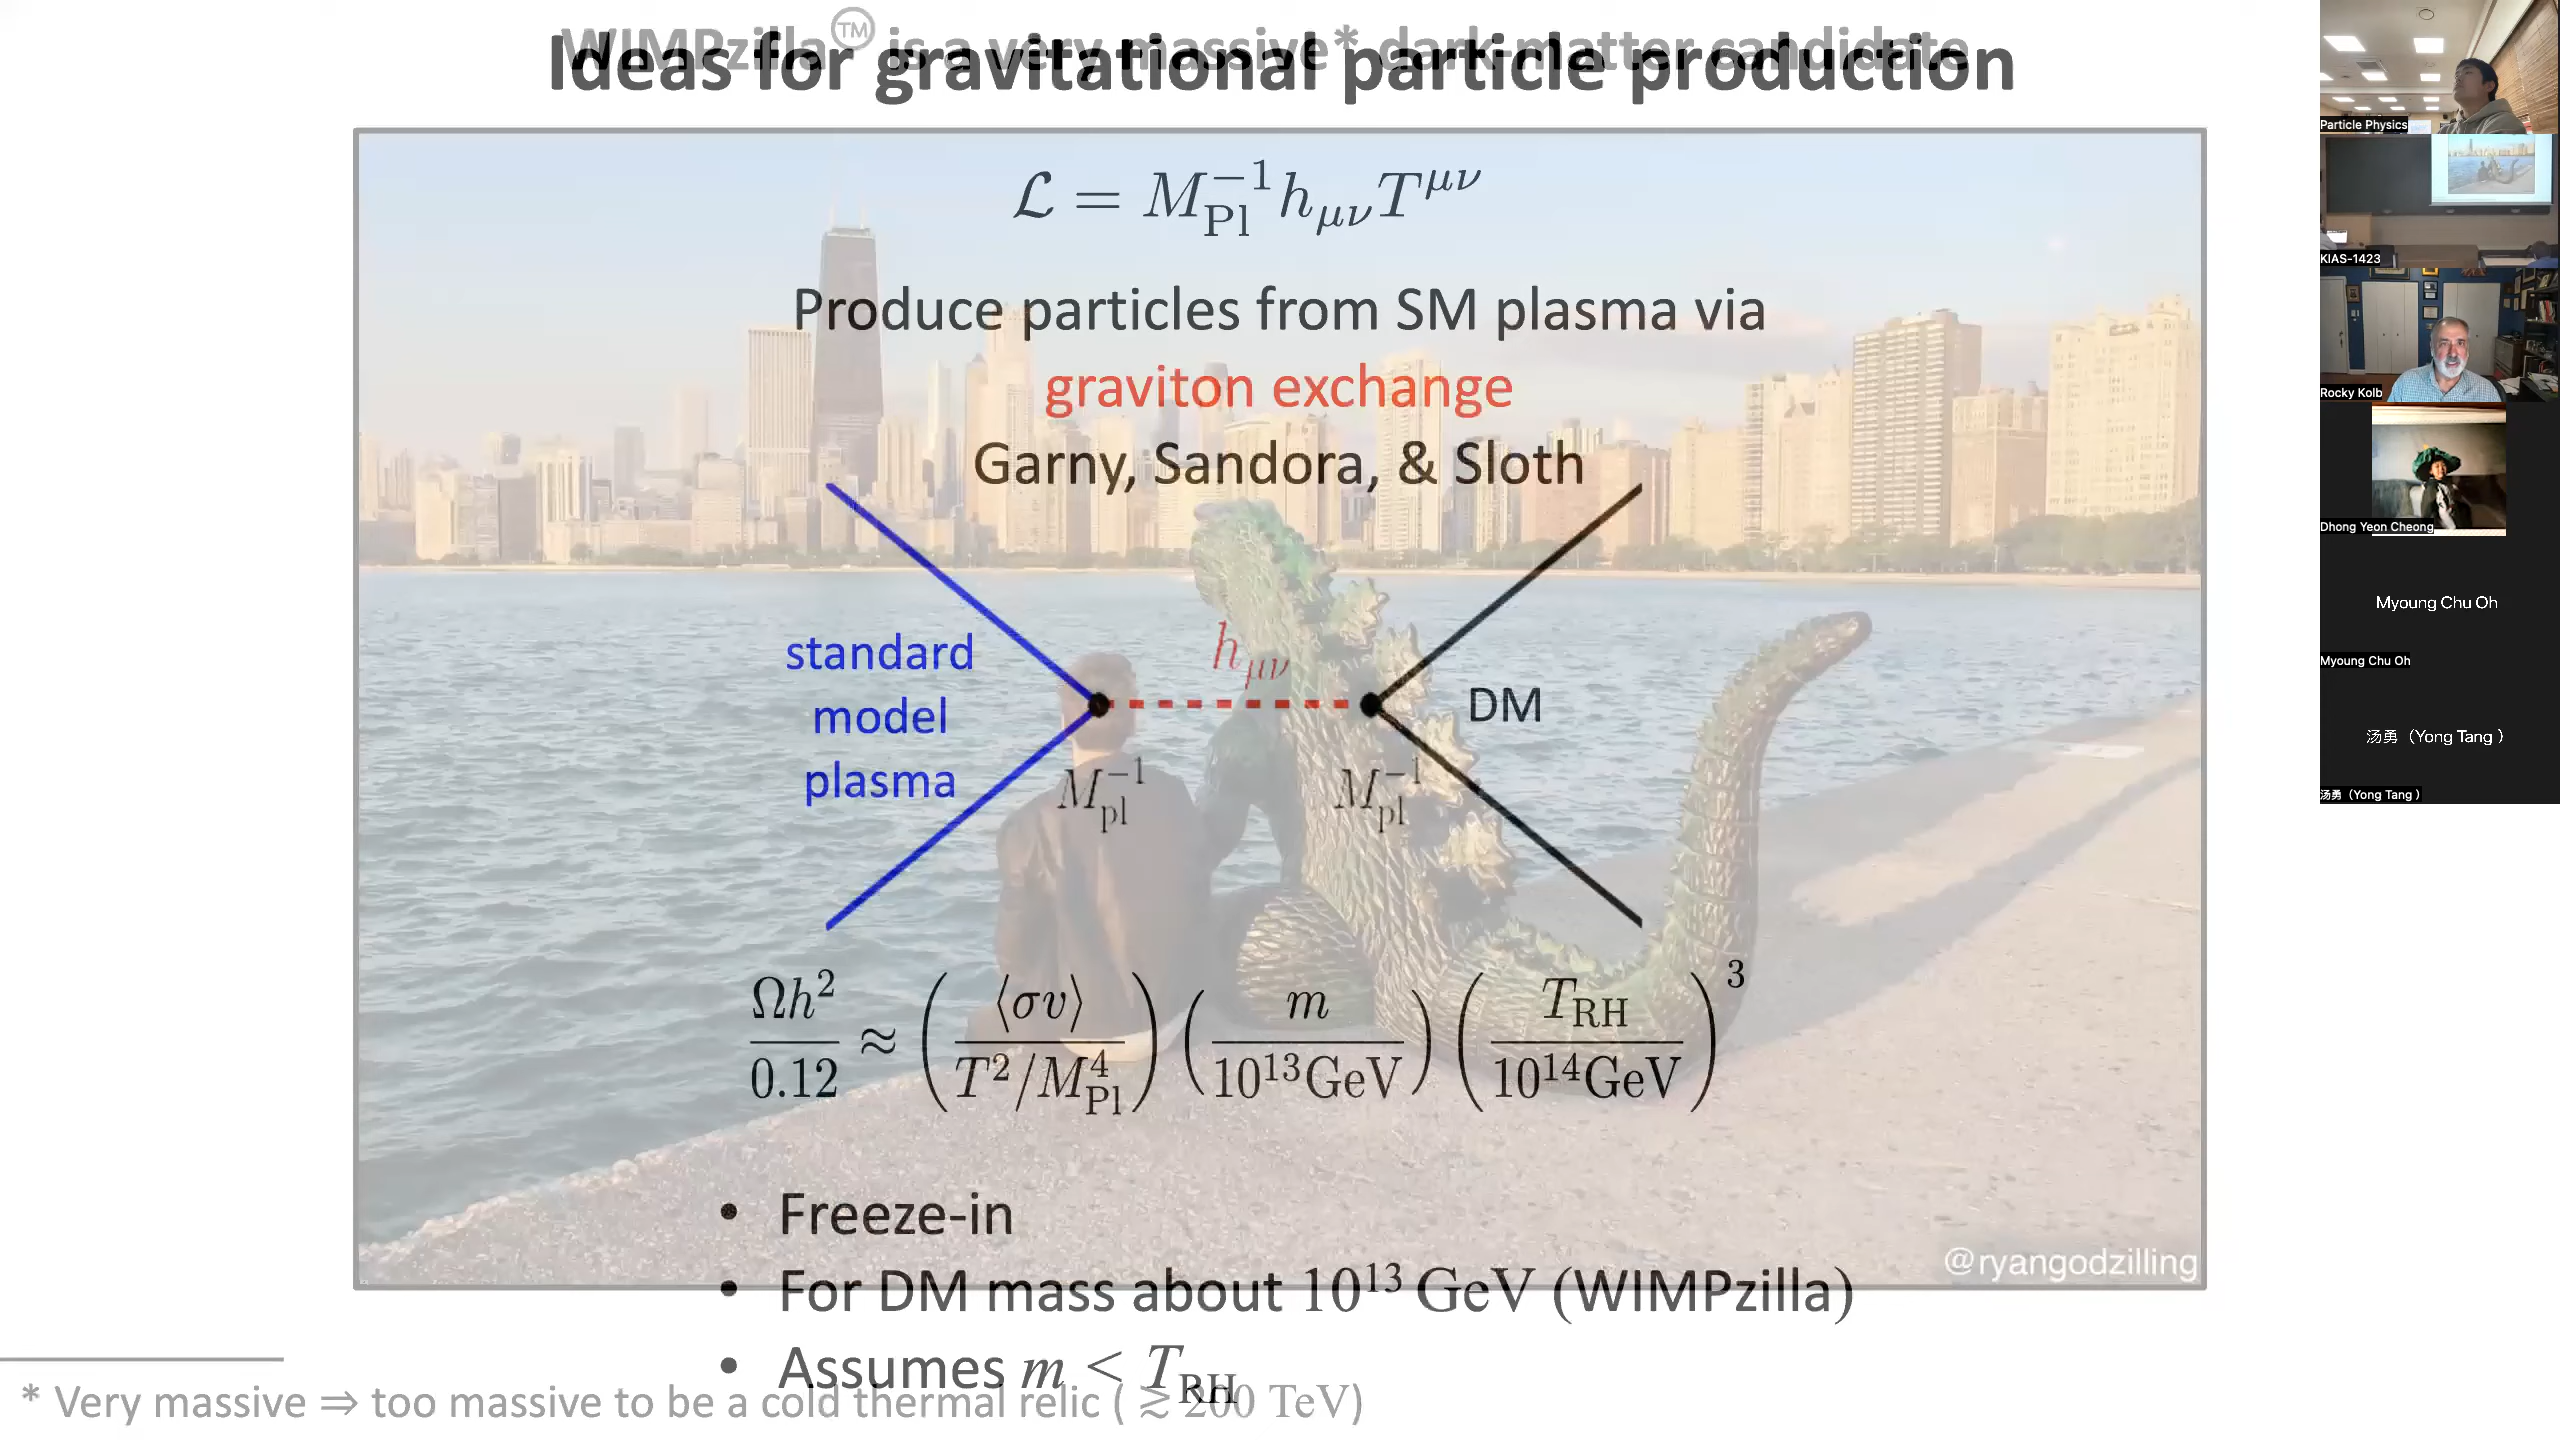 WIMPzilla™ is a very massive* dark-matter candidate
Ideas for gravitational particle production
ℒ = M_Pl^{-1} h_{μν} T^{μν}
Produce particles from SM plasma via
graviton exchange
Garny, Sandora, & Sloth
standard
model
plasma
h_{μν}
DM
M_pl^{-1}
M_pl^{-1}
Ωh²/0.12 ≈ (⟨σv⟩/(T²/M_Pl^4)) (m/10¹³GeV) (T_RH/10¹⁴GeV)³
• Freeze-in
@ryangodzilling
• For DM mass about 10¹³ GeV (WIMPzilla)
• Assumes m < T_RH
* Very massive ⇒ too massive to be a cold thermal relic ( ≳ 200 TeV)
Particle Physics
KIAS-1423
Rocky Kolb
Dhong Yeon Cheong
Myoung Chu Oh
Myoung Chu Oh
汤勇（Yong Tang ）
汤勇（Yong Tang ）